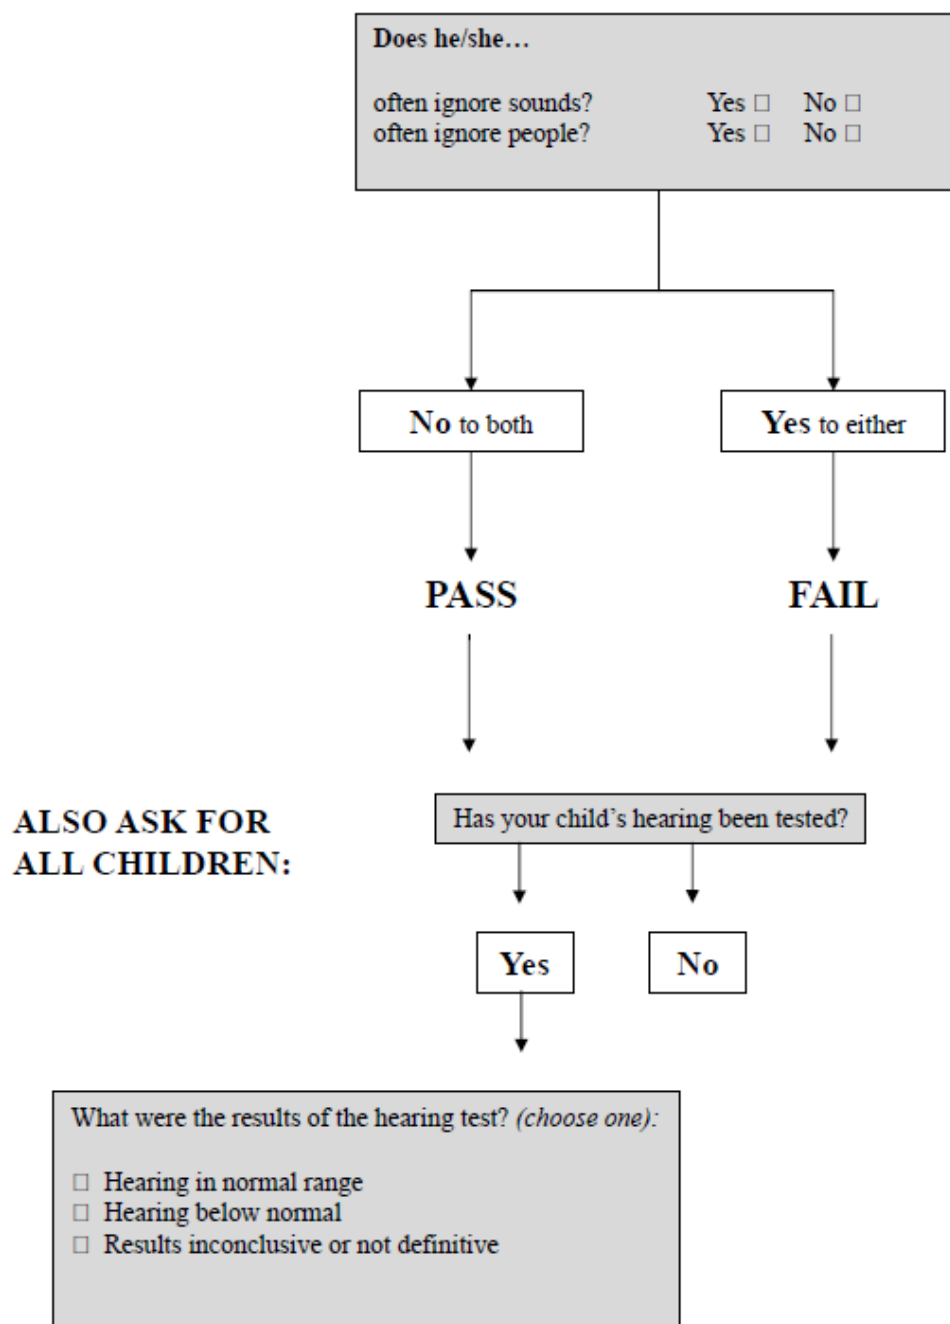 Does he/she…
often ignore sounds? Yes □ No □
often ignore people? Yes □ No □
No to both
Yes to either
PASS
FAIL
ALSO ASK FOR
ALL CHILDREN:
Has your child's hearing been tested?
Yes
No
What were the results of the hearing test? (choose one):
□ Hearing in normal range
□ Hearing below normal
□ Results inconclusive or not definitive